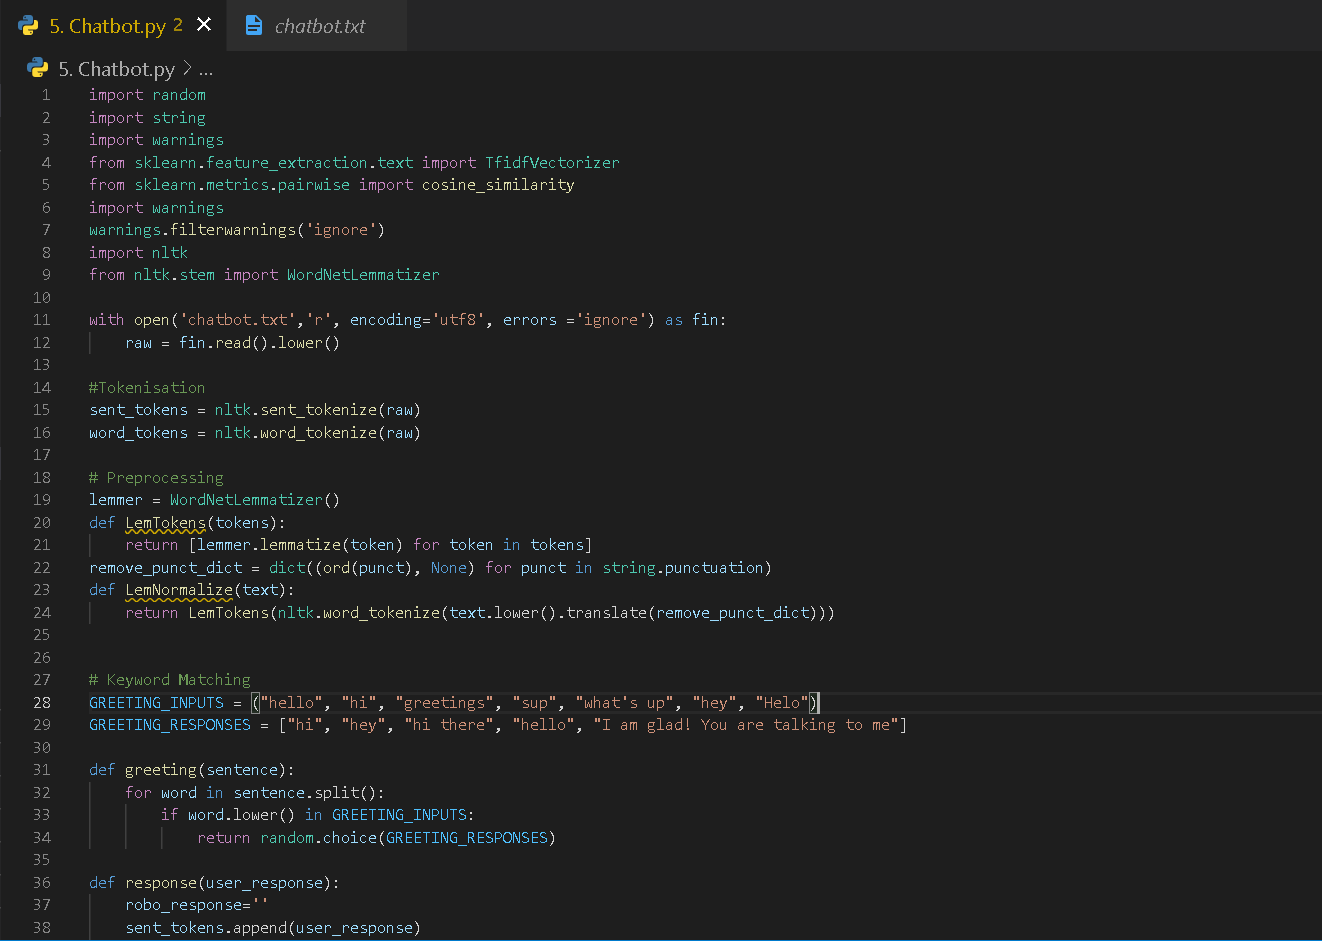 5. Chatbot.py 2 ✕ chatbot.txt
5. Chatbot.py > ...
1 import random
2 import string
3 import warnings
4 from sklearn.feature_extraction.text import TfidfVectorizer
5 from sklearn.metrics.pairwise import cosine_similarity
6 import warnings
7 warnings.filterwarnings('ignore')
8 import nltk
9 from nltk.stem import WordNetLemmatizer
10
11 with open('chatbot.txt','r', encoding='utf8', errors ='ignore') as fin:
12     raw = fin.read().lower()
13
14 #Tokenisation
15 sent_tokens = nltk.sent_tokenize(raw)
16 word_tokens = nltk.word_tokenize(raw)
17
18 # Preprocessing
19 lemmer = WordNetLemmatizer()
20 def LemTokens(tokens):
21     return [lemmer.lemmatize(token) for token in tokens]
22 remove_punct_dict = dict((ord(punct), None) for punct in string.punctuation)
23 def LemNormalize(text):
24     return LemTokens(nltk.word_tokenize(text.lower().translate(remove_punct_dict)))
25
26
27 # Keyword Matching
28 GREETING_INPUTS = ("hello", "hi", "greetings", "sup", "what's up", "hey", "Helo")
29 GREETING_RESPONSES = ["hi", "hey", "hi there", "hello", "I am glad! You are talking to me"]
30
31 def greeting(sentence):
32     for word in sentence.split():
33         if word.lower() in GREETING_INPUTS:
34             return random.choice(GREETING_RESPONSES)
35
36 def response(user_response):
37     robo_response=''
38     sent_tokens.append(user_response)